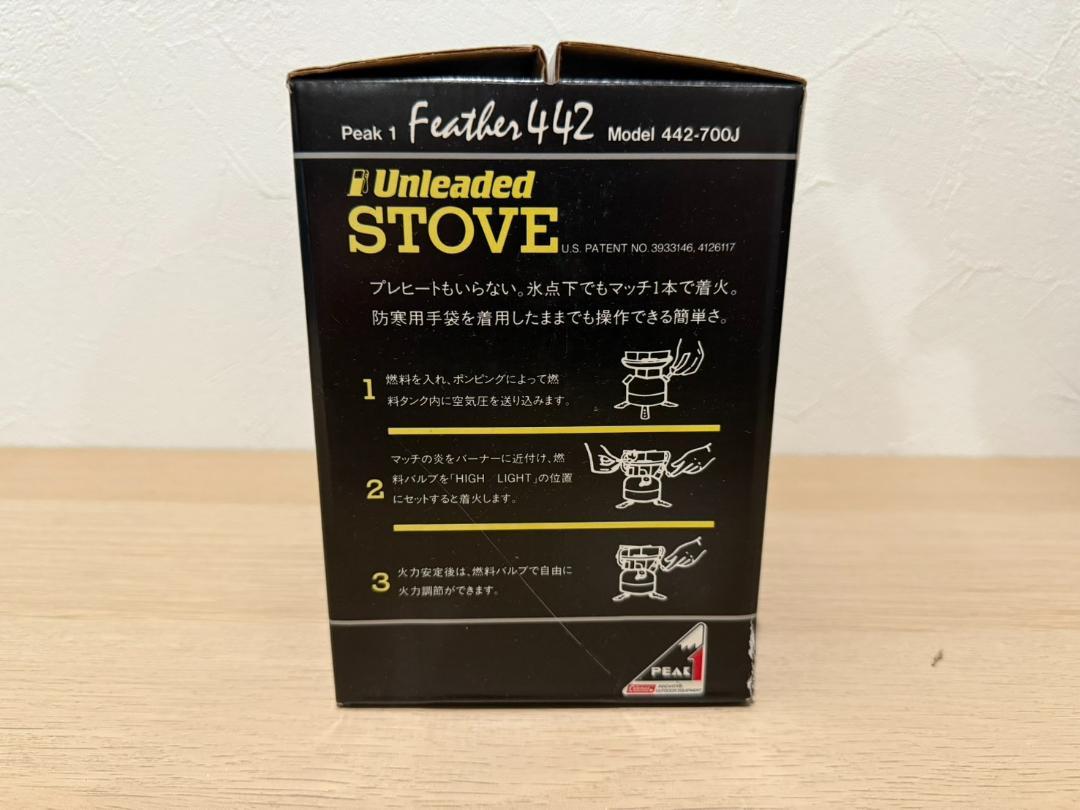 Peak 1 Feather 442 Model 442-700J
Unleaded
STOVE U.S. PATENT NO. 3933146, 4126117
プレヒートもいらない。氷点下でもマッチ1本で着火。
防寒用手袋を着用したままでも操作できる簡単さ。
1 燃料を入れ、ポンピングによって燃
料タンク内に空気圧を送り込みます。
マッチの炎をバーナーに近付け、燃
2 料バルブを「HIGH LIGHT」の位置
にセットすると着火します。
3 火力安定後は、燃料バルブで自由に
火力調節ができます。
PEAK 1
Coleman